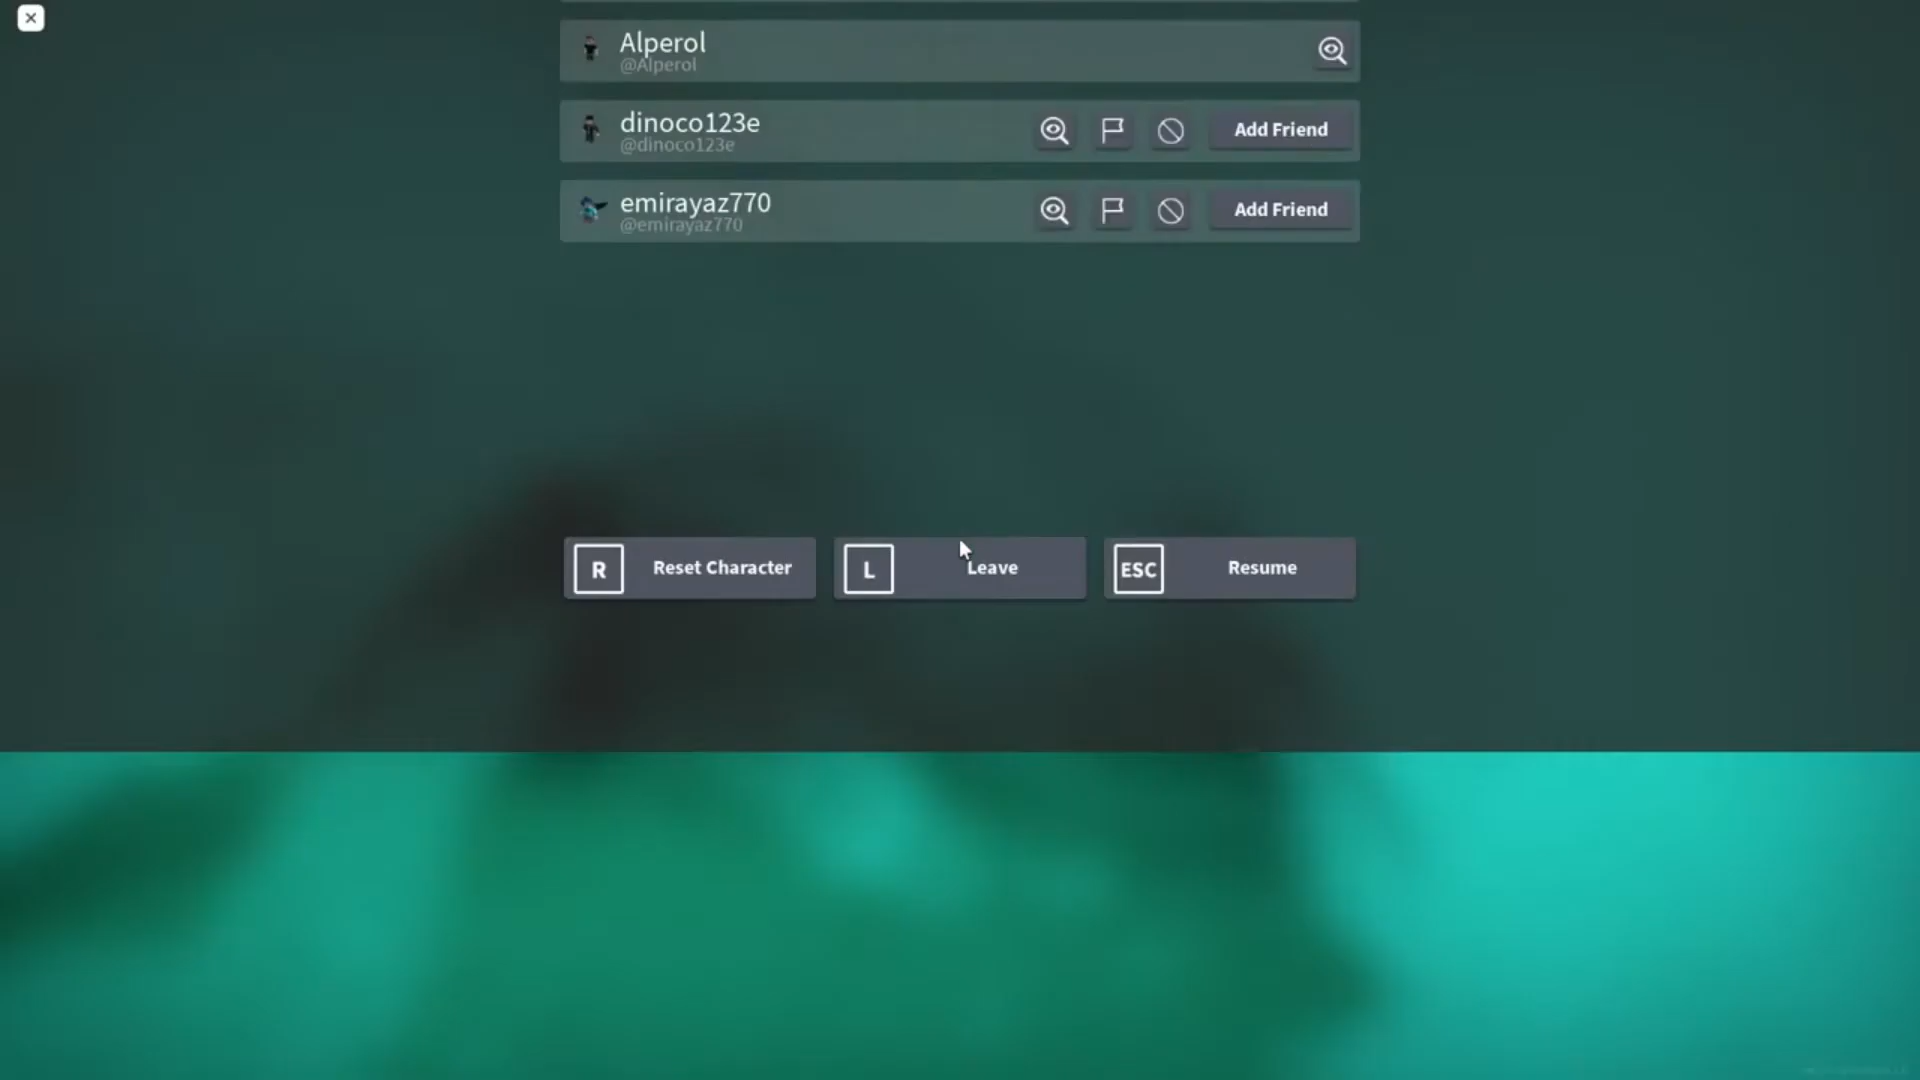 Alperol
@Alperol
dinoco123e
@dinoco123e
Add Friend
emirayaz770
@emirayaz770
Add Friend
R Reset Character
L Leave
ESC Resume